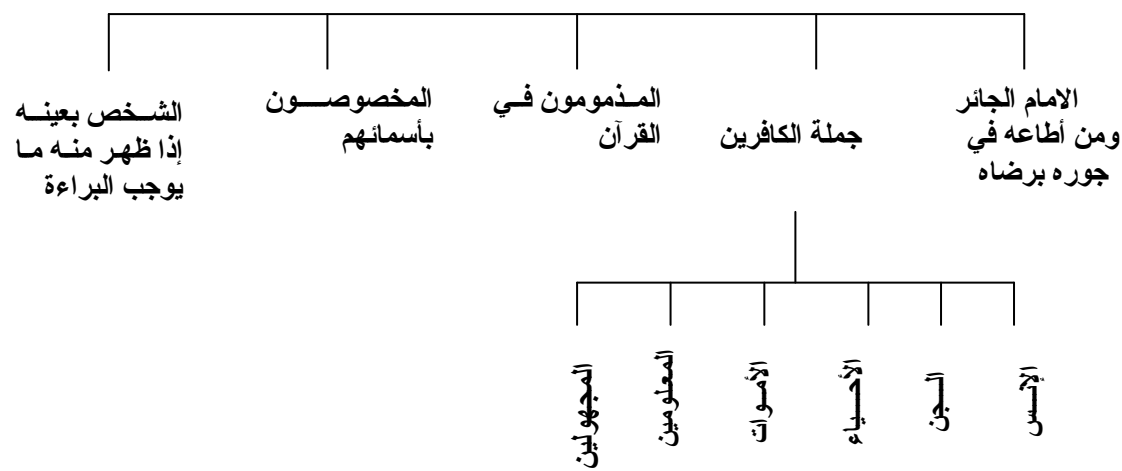 الامام الجائر
ومن أطاعه في
جوره برضاه
جملة الكافرين
المذمومون في
القرآن
المخصوصون
بأسمائهم
الشخص بعينه
إذا ظهر منه ما
يوجب البراءة
الإنس
الجن
الأحياء
الأموات
المعلومين
المجهولين